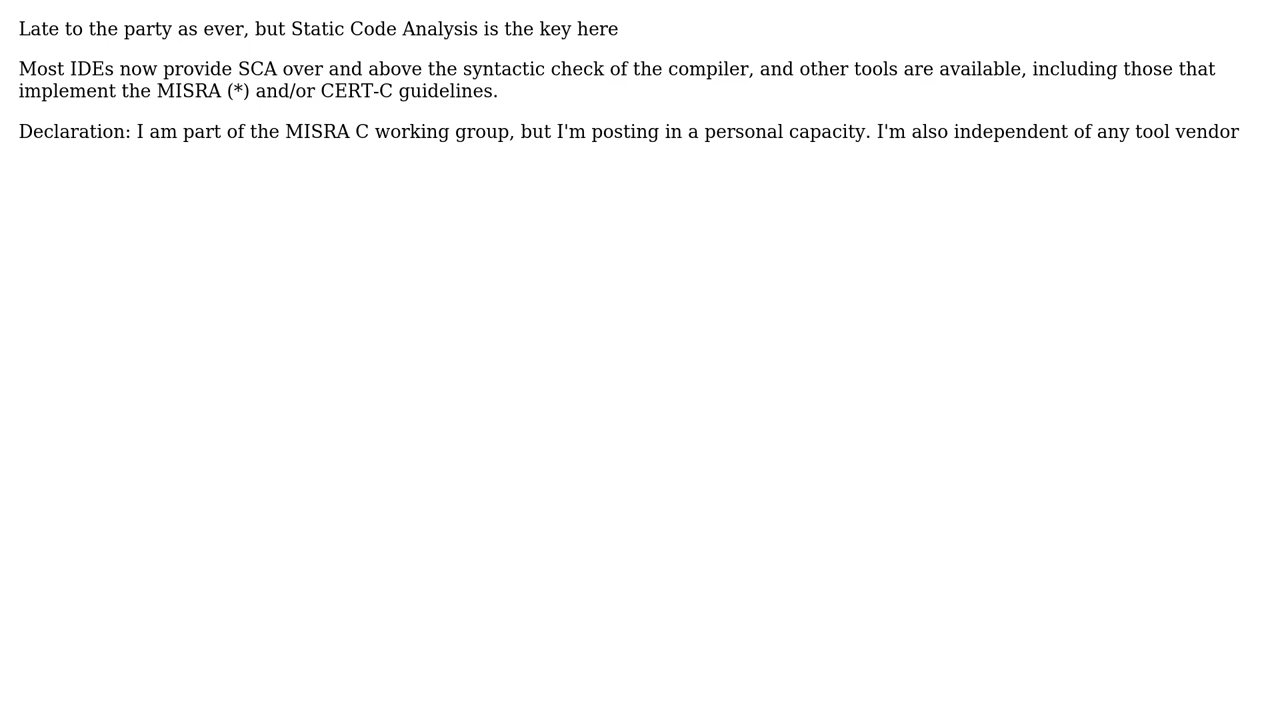 Late to the party as ever, but Static Code Analysis is the key here
Most IDEs now provide SCA over and above the syntactic check of the compiler, and other tools are available, including those that
implement the MISRA (*) and/or CERT-C guidelines.
Declaration: I am part of the MISRA C working group, but I'm posting in a personal capacity. I'm also independent of any tool vendor